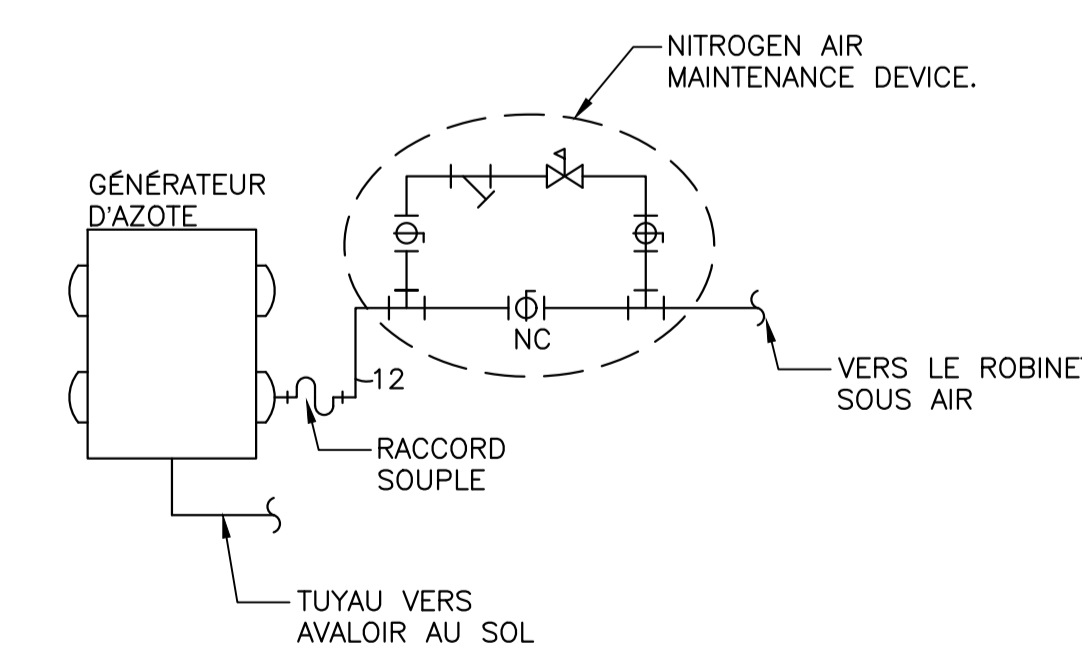 NITROGEN AIR
MAINTENANCE DEVICE.
GÉNÉRATEUR
D'AZOTE
NC
12
VERS LE ROBINET
SOUS AIR
RACCORD
SOUPLE
TUYAU VERS
AVALOIR AU SOL